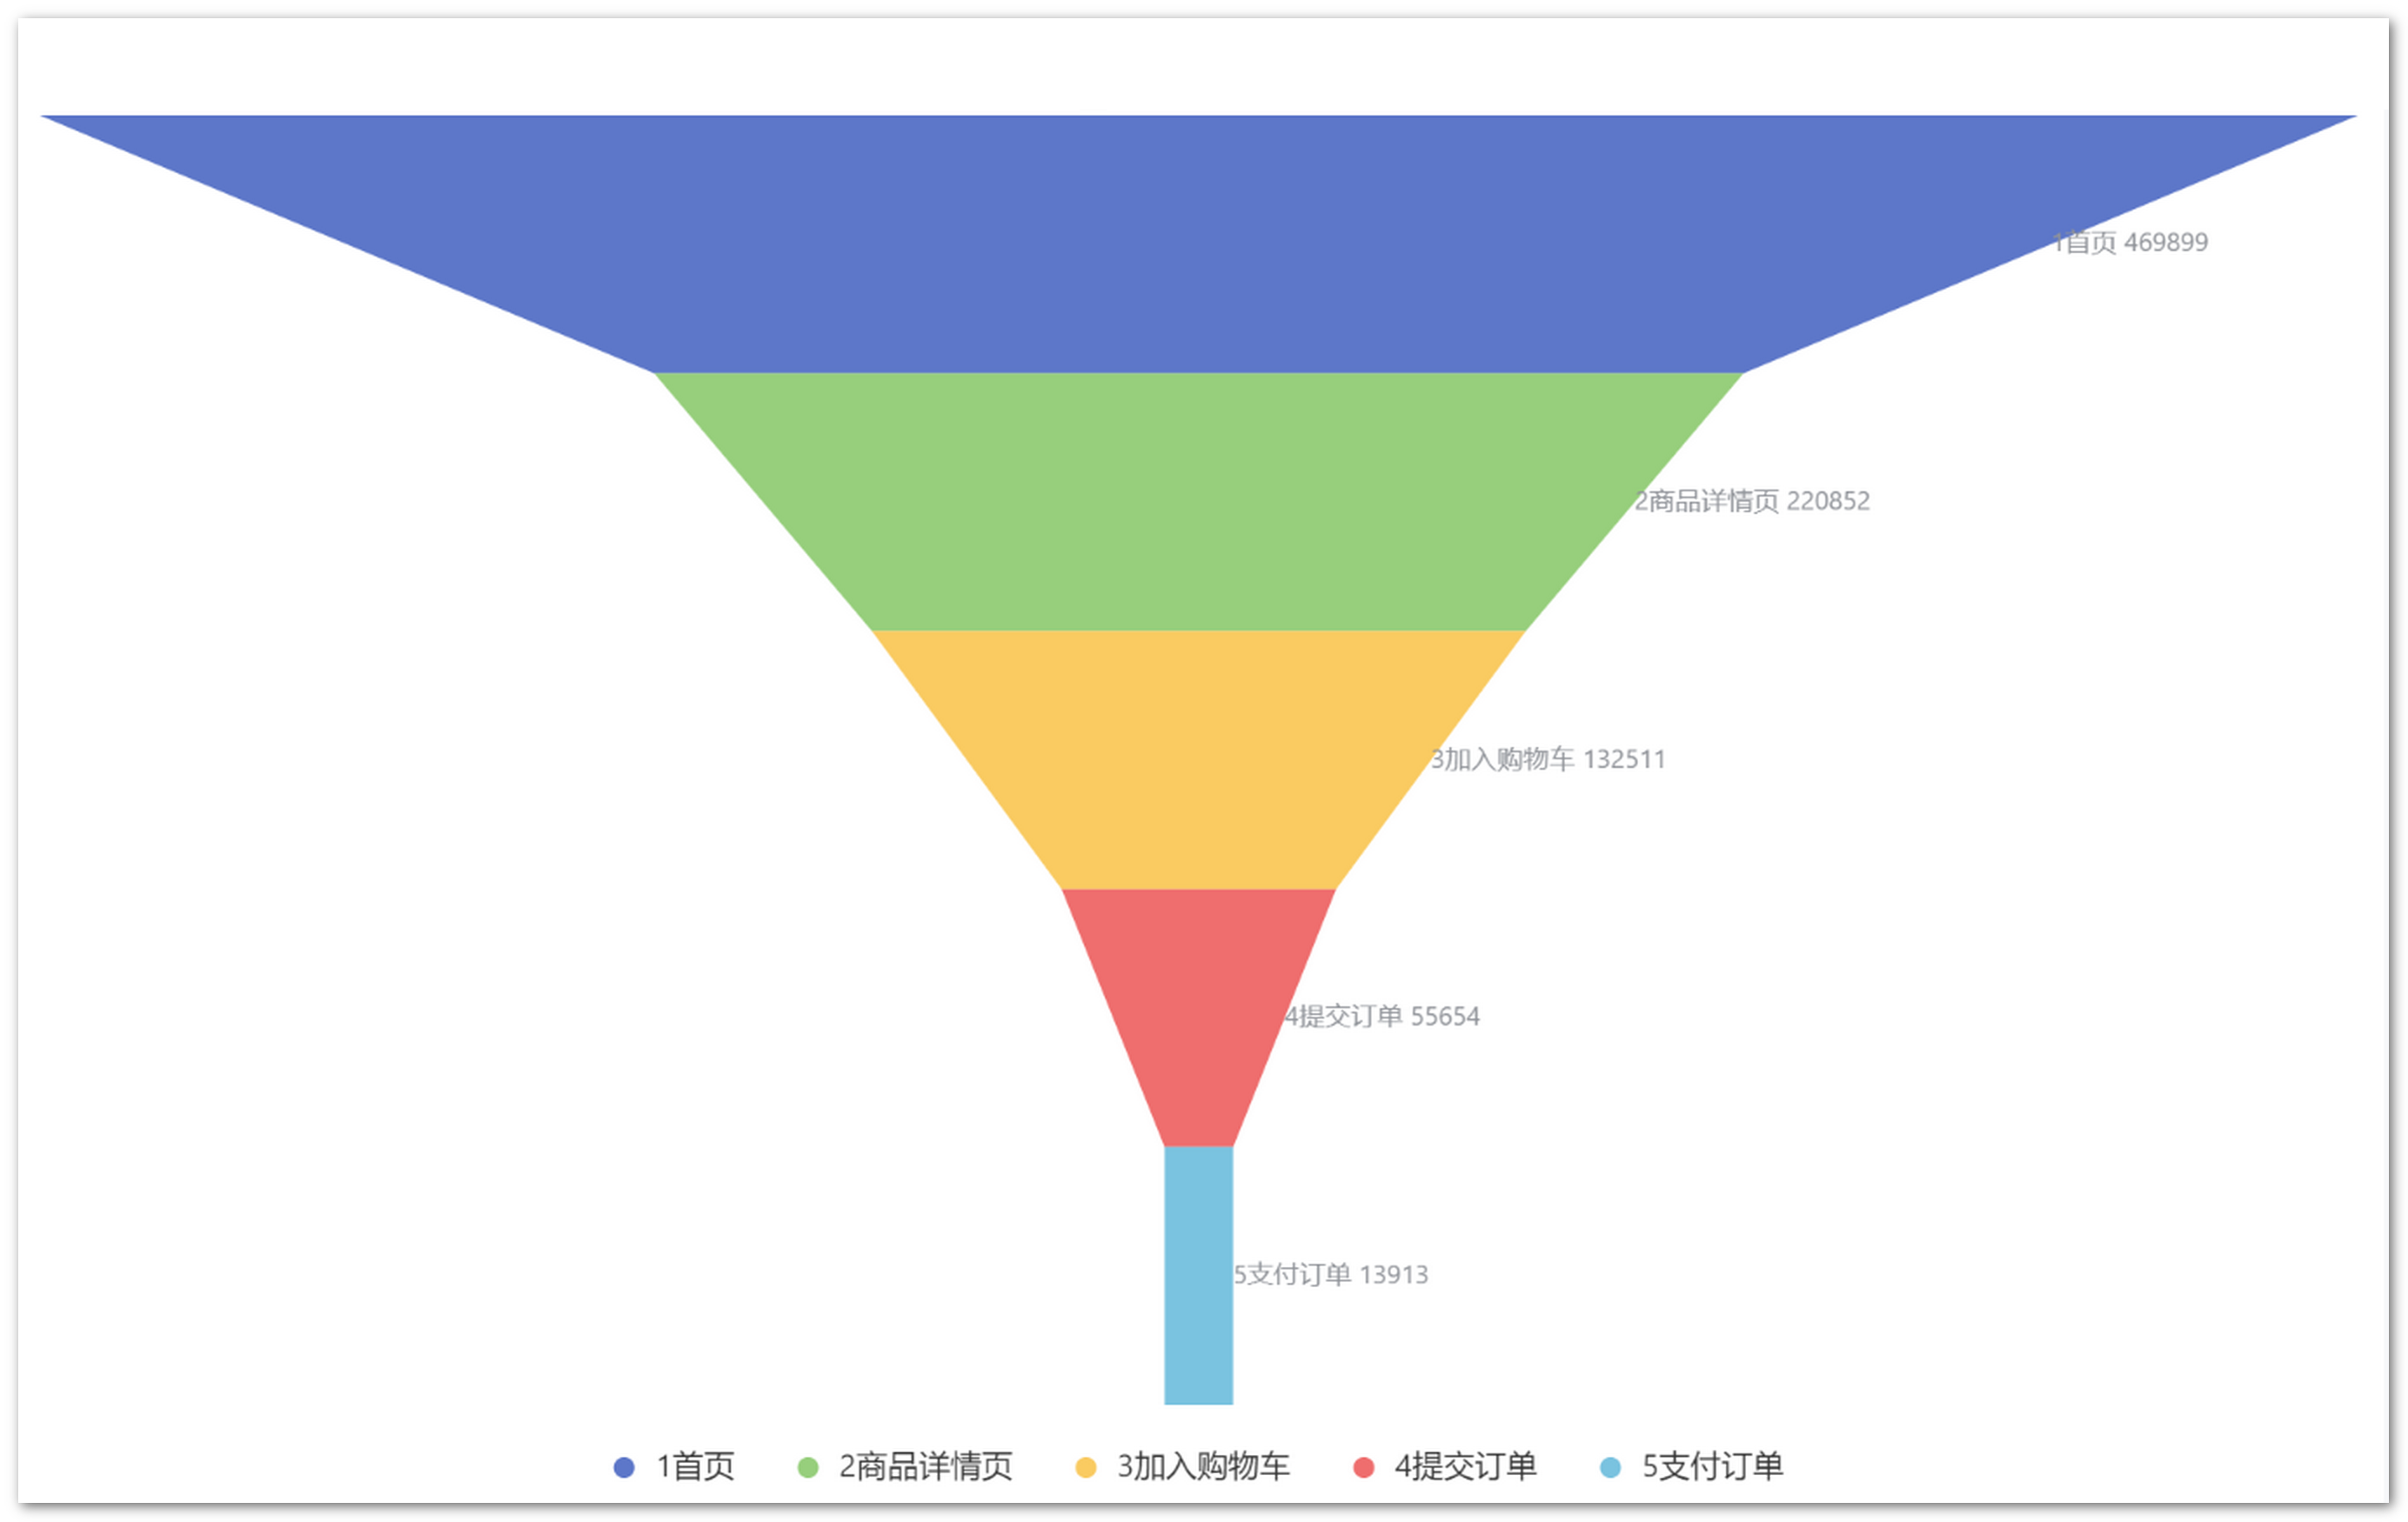 1首页 469899
2商品详情页 220852
3加入购物车 132511
4提交订单 55654
5支付订单 13913
1首页 2商品详情页 3加入购物车 4提交订单 5支付订单